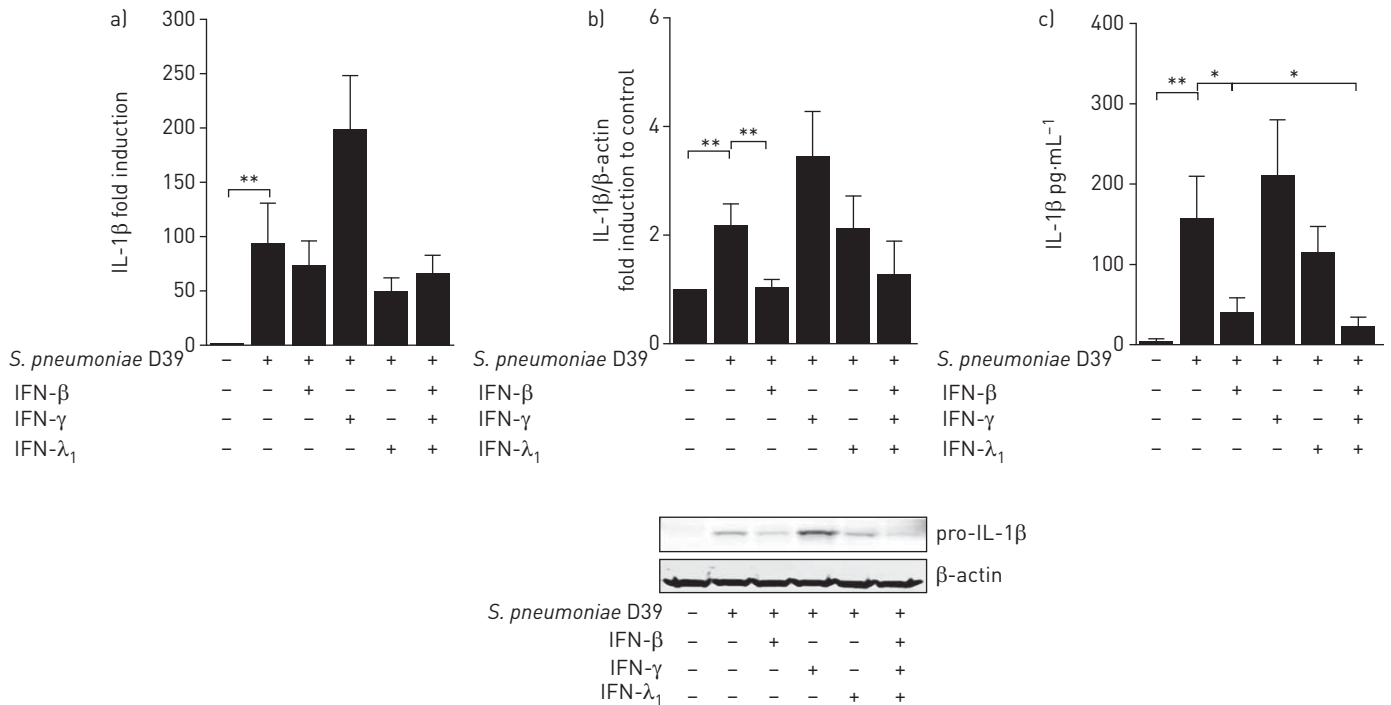 a)
300
250
200
150
100
50
0
IL-1β fold induction
**
S. pneumoniae D39 – + + + + +
IFN-β – – + – – +
IFN-γ – – – + – +
IFN-λ1 – – – – + +
b)
6
4
2
0
IL-1β/β-actin
fold induction to control
** **
S. pneumoniae D39 – + + + + +
IFN-β – – + – – +
IFN-γ – – – + – +
IFN-λ1 – – – – + +
c)
400
300
200
100
0
IL-1β pg·mL−1
** * *
S. pneumoniae D39 – + + + + +
IFN-β – – + – – +
IFN-γ – – – + – +
IFN-λ1 – – – – + +
pro-IL-1β
β-actin
S. pneumoniae D39 – + + + + +
IFN-β – – + – – +
IFN-γ – – – + – +
IFN-λ1 – – – – + +